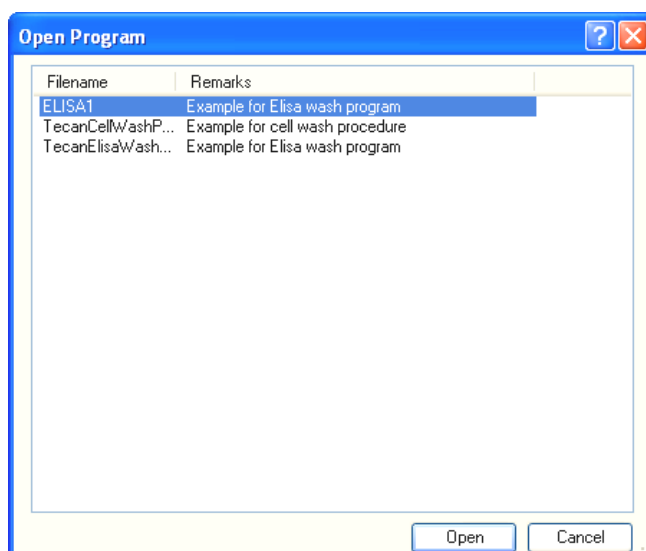 Open Program
Filename Remarks
ELISA1 Example for Elisa wash program
TecanCellWashP... Example for cell wash procedure
TecanElisaWash... Example for Elisa wash program
Open Cancel